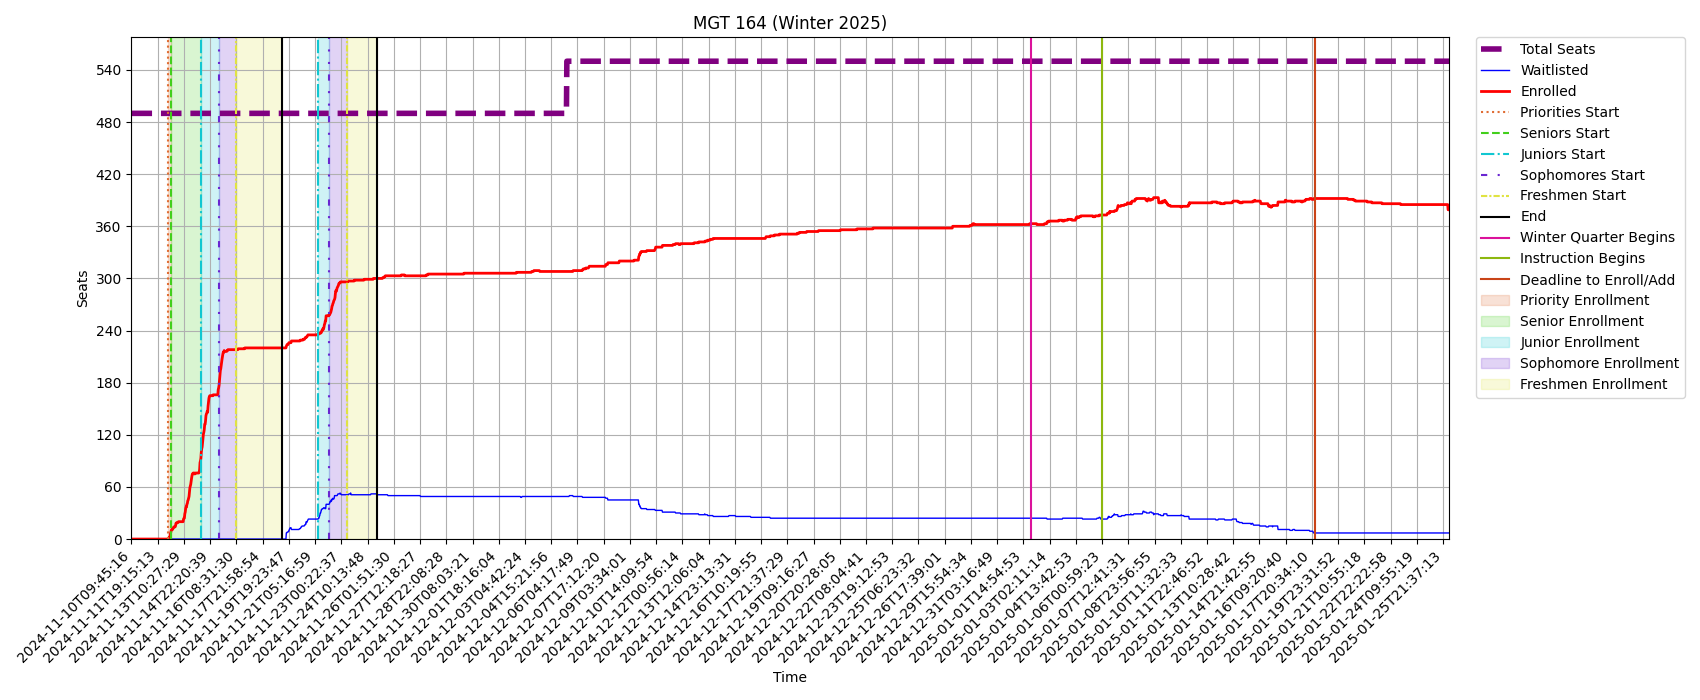 MGT 164 (Winter 2025)
Seats
540
480
420
360
300
240
180
120
60
0
2024-11-10T09:45:16
2024-11-11T19:15:13
2024-11-13T10:27:29
2024-11-14T22:20:39
2024-11-16T08:31:30
2024-11-17T21:58:54
2024-11-19T19:23:47
2024-11-21T05:16:59
2024-11-23T00:22:37
2024-11-24T10:13:48
2024-11-26T01:51:30
2024-11-27T12:18:27
2024-11-28T22:08:28
2024-11-30T08:03:21
2024-12-01T18:16:04
2024-12-03T04:42:24
2024-12-04T15:21:56
2024-12-06T04:17:49
2024-12-07T17:12:20
2024-12-09T03:34:01
2024-12-10T14:09:54
2024-12-12T00:56:14
2024-12-13T12:06:04
2024-12-14T23:13:31
2024-12-16T10:19:55
2024-12-17T21:37:29
2024-12-19T09:16:27
2024-12-20T20:28:05
2024-12-22T08:04:41
2024-12-23T19:12:53
2024-12-25T06:23:32
2024-12-26T17:39:01
2024-12-29T15:54:34
2024-12-31T03:16:49
2025-01-01T14:54:53
2025-01-03T02:11:14
2025-01-04T13:42:53
2025-01-06T00:59:23
2025-01-07T12:41:31
2025-01-08T23:56:55
2025-01-10T11:32:33
2025-01-11T22:46:52
2025-01-13T10:28:42
2025-01-14T21:42:55
2025-01-16T09:20:40
2025-01-17T20:34:10
2025-01-19T23:31:52
2025-01-21T10:55:18
2025-01-22T22:22:58
2025-01-24T09:55:19
2025-01-25T21:37:13
Time
Total Seats
Waitlisted
Enrolled
Priorities Start
Seniors Start
Juniors Start
Sophomores Start
Freshmen Start
End
Winter Quarter Begins
Instruction Begins
Deadline to Enroll/Add
Priority Enrollment
Senior Enrollment
Junior Enrollment
Sophomore Enrollment
Freshmen Enrollment